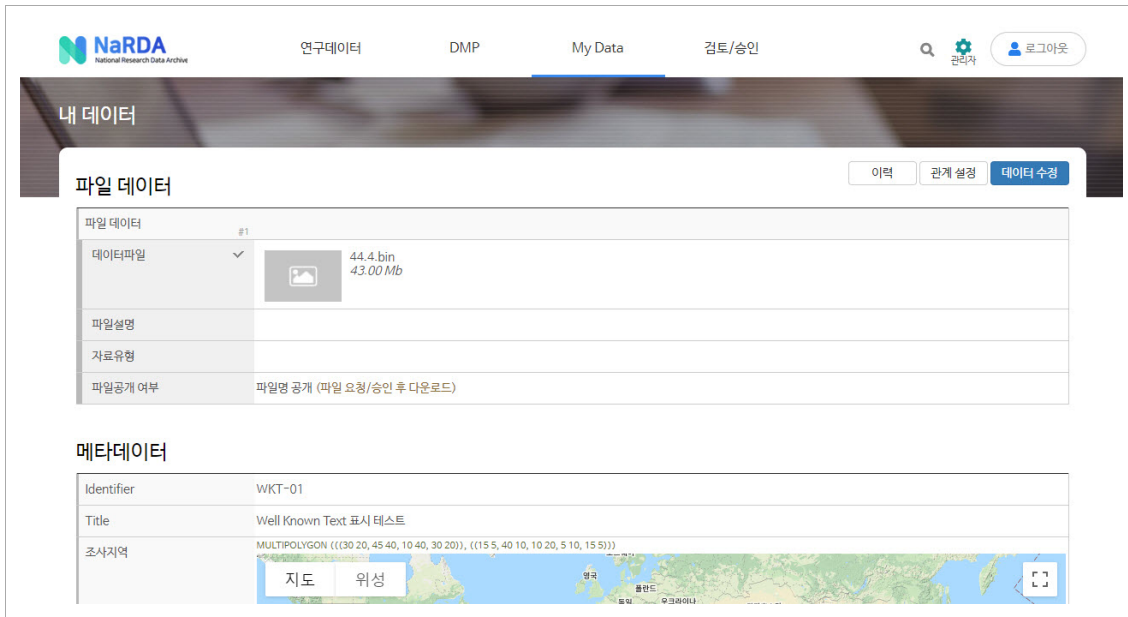 NaRDA
National Research Data Archive
연구데이터
DMP
My Data
검토/승인
관리자
로그아웃
내 데이터
파일 데이터
이력
관계 설정
데이터 수정
파일 데이터
#1
데이터파일
44.4.bin
43.00 Mb
파일설명
자료유형
파일공개 여부
파일명 공개 (파일 요청/승인 후 다운로드)
메타데이터
Identifier
WKT-01
Title
Well Known Text 표시 테스트
조사지역
MULTIPOLYGON (((30 20, 45 40, 10 40, 30 20)), ((15 5, 40 10, 10 20, 5 10, 15 5)))
지도
위성
영국
폴란드
독일
우크라이나